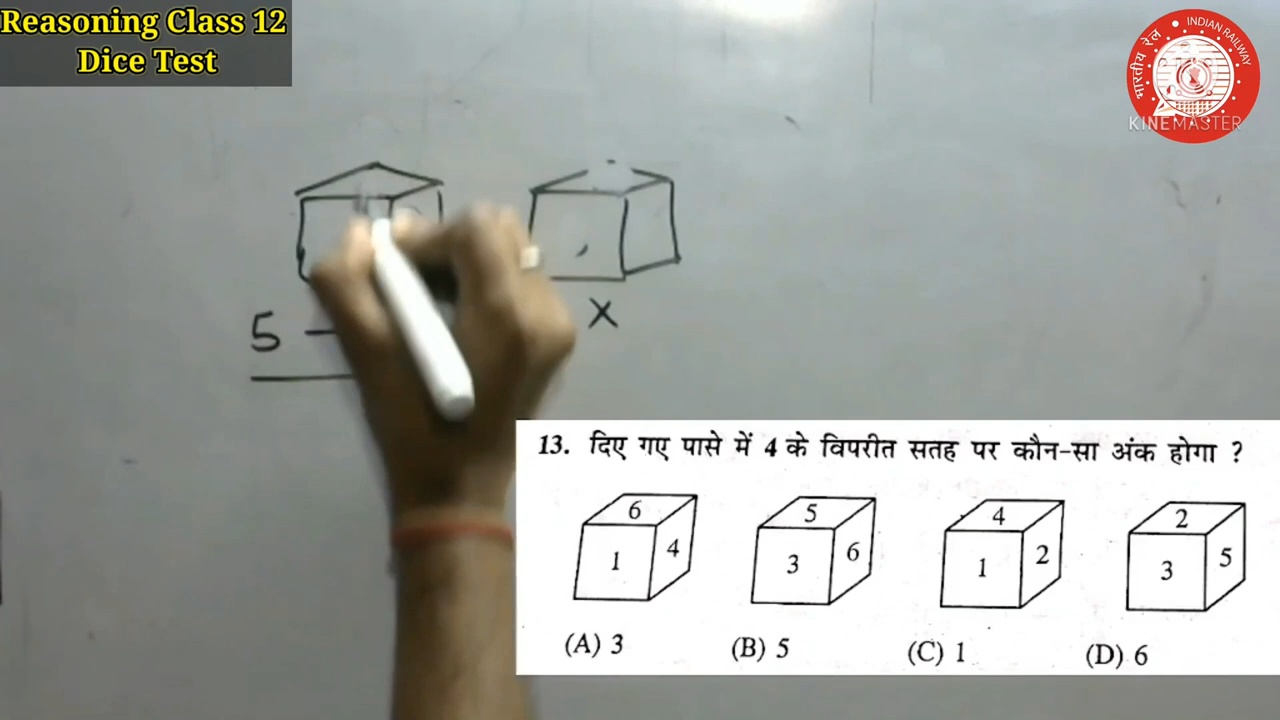 Reasoning Class 12
Dice Test
भारतीय रेल
INDIAN RAILWAY
KINEMASTER
5 –
x
13. दिए गए पासे में 4 के विपरीत सतह पर कौन-सा अंक होगा ?
6 5 4 2
1 4 3 6 1 2 3 5
(A) 3 (B) 5 (C) 1 (D) 6